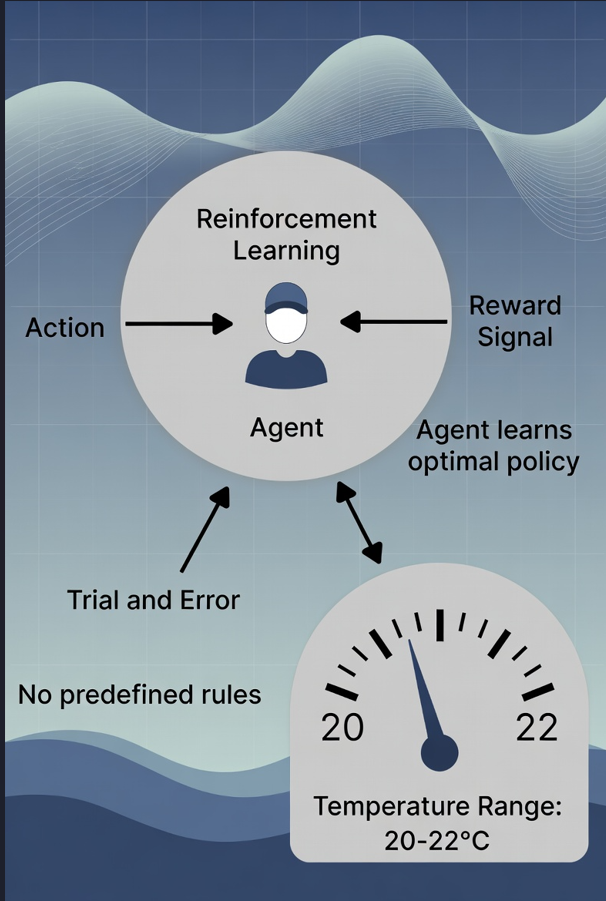 Reinforcement
Learning
Action
Reward
Signal
Agent
Agent learns
optimal policy
Trial and Error
No predefined rules
20
22
Temperature Range:
20-22°C